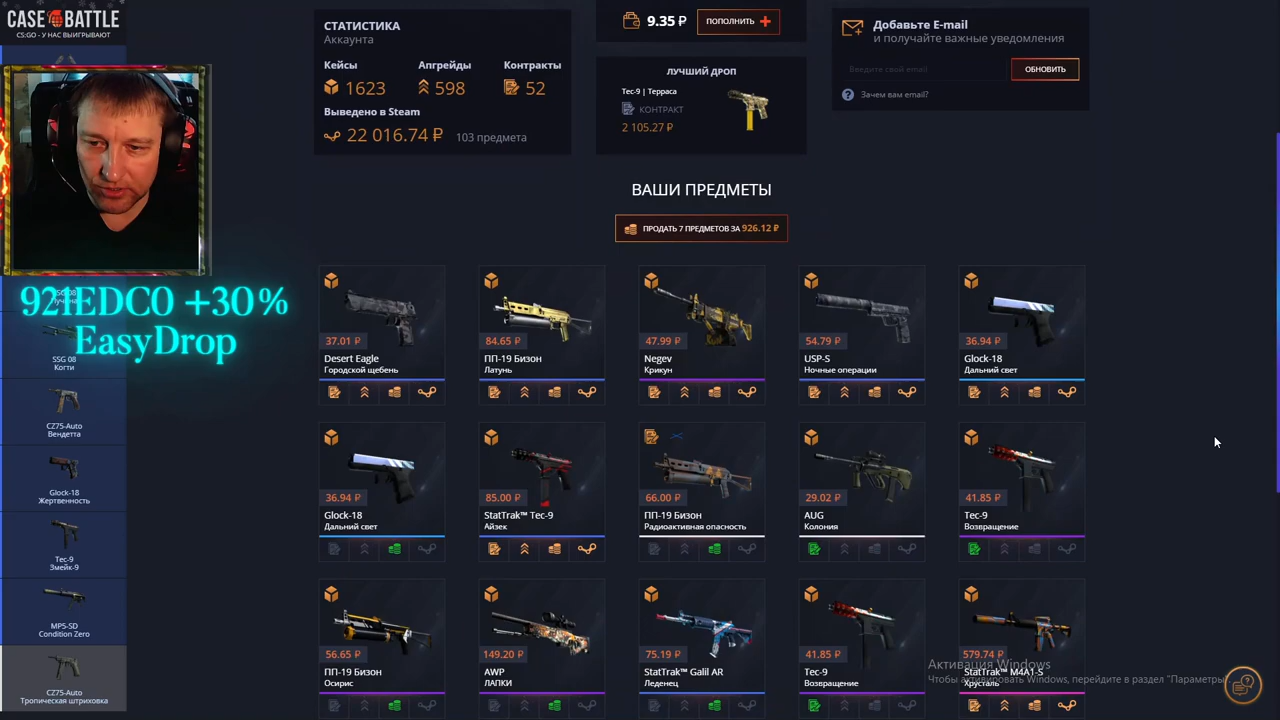 CASE BATTLE
CS:GO - У НАС ВЫИГРЫВАЮТ
921EDC0 +30%
EasyDrop
SSG 08
Когти
CZ75-Auto
Вендетта
Glock-18
Жертвенность
Tec-9
Змейк-9
MP5-SD
Condition Zero
CZ75-Auto
Тропическая штриховка
СТАТИСТИКА
Аккаунта
Кейсы
Апгрейды
Контракты
1623
598
52
Выведено в Steam
22 016.74 ₽
103 предмета
9.35 ₽
ПОПОЛНИТЬ
ЛУЧШИЙ ДРОП
Tec-9 | Терраса
КОНТРАКТ
2 105.27 ₽
Добавьте E-mail
и получайте важные уведомления
Введите свой email
ОБНОВИТЬ
Зачем вам email?
ВАШИ ПРЕДМЕТЫ
ПРОДАТЬ 7 ПРЕДМЕТОВ ЗА 926.12 ₽
37.01 ₽
Desert Eagle
Городской щебень
84.65 ₽
ПП-19 Бизон
Латунь
47.99 ₽
Negev
Крикун
54.79 ₽
USP-S
Ночные операции
36.94 ₽
Glock-18
Дальний свет
36.94 ₽
Glock-18
Дальний свет
85.00 ₽
StatTrak™ Tec-9
Айзек
66.00 ₽
ПП-19 Бизон
Радиоактивная опасность
29.02 ₽
AUG
Колония
41.85 ₽
Tec-9
Возвращение
56.65 ₽
ПП-19 Бизон
Осирис
149.20 ₽
AWP
ЛАПКИ
75.19 ₽
StatTrak™ Galil AR
Леденец
41.85 ₽
Tec-9
Возвращение
579.74 ₽
StatTrak™ M4A1-S
Хрусталь
Активация Windows
Чтобы активировать Windows, перейдите в раздел "Параметры".